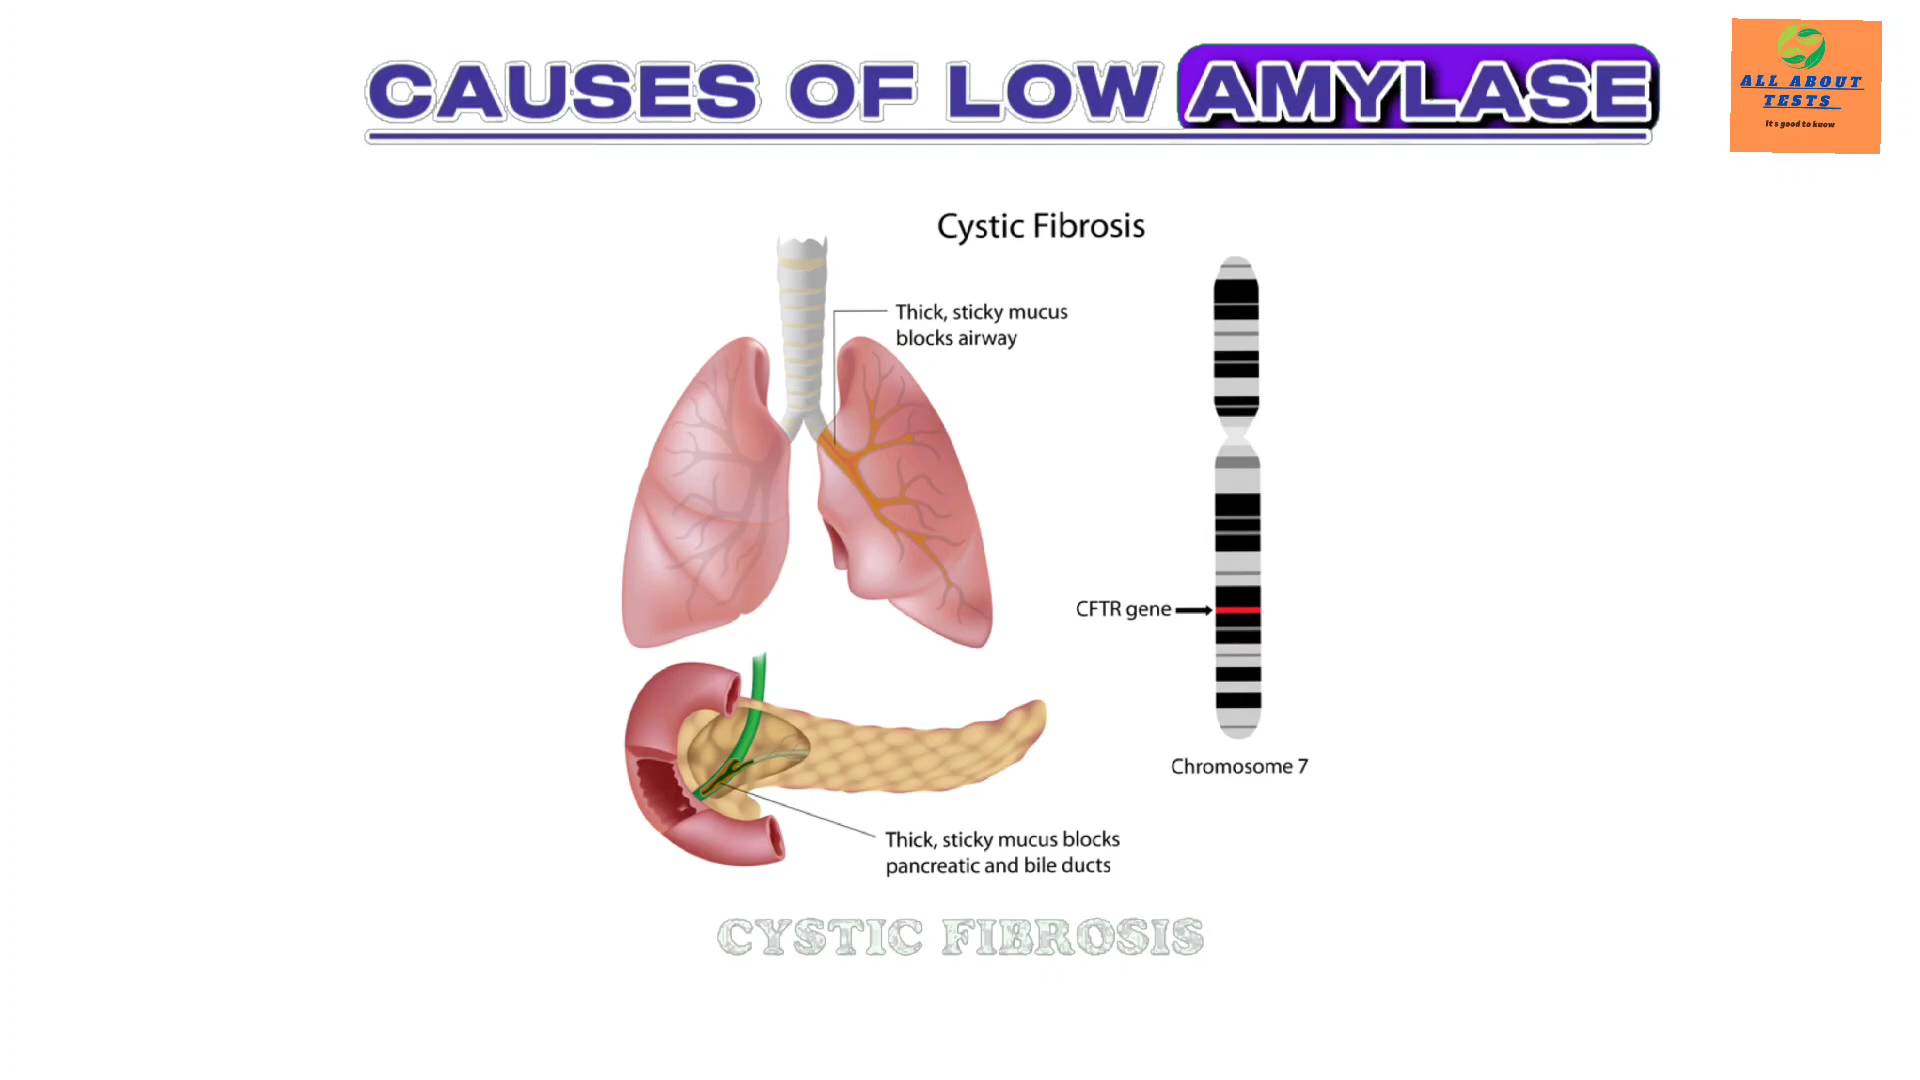 CAUSES OF LOW AMYLASE
ALL ABOUT
TESTS
It's good to know
Cystic Fibrosis
Thick, sticky mucus
blocks airway
CFTR gene
Chromosome 7
Thick, sticky mucus blocks
pancreatic and bile ducts
CYSTIC FIBROSIS